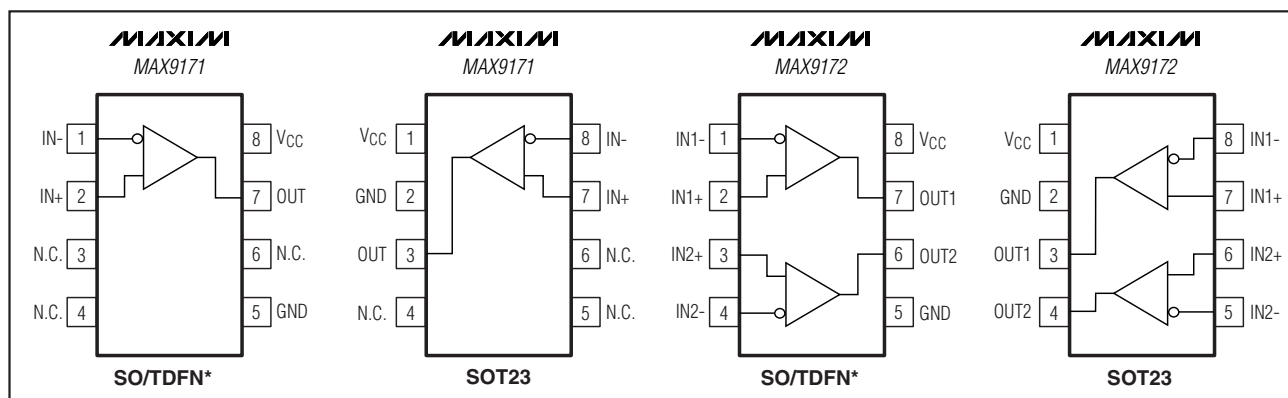 MAXIM
MAX9171
IN- 1
8 VCC
IN+ 2
7 OUT
N.C. 3
6 N.C.
N.C. 4
5 GND
SO/TDFN*
MAXIM
MAX9171
VCC 1
8 IN-
GND 2
7 IN+
OUT 3
6 N.C.
N.C. 4
5 N.C.
SOT23
MAXIM
MAX9172
IN1- 1
8 VCC
IN1+ 2
7 OUT1
IN2+ 3
6 OUT2
IN2- 4
5 GND
SO/TDFN*
MAXIM
MAX9172
VCC 1
8 IN1-
GND 2
7 IN1+
OUT1 3
6 IN2+
OUT2 4
5 IN2-
SOT23